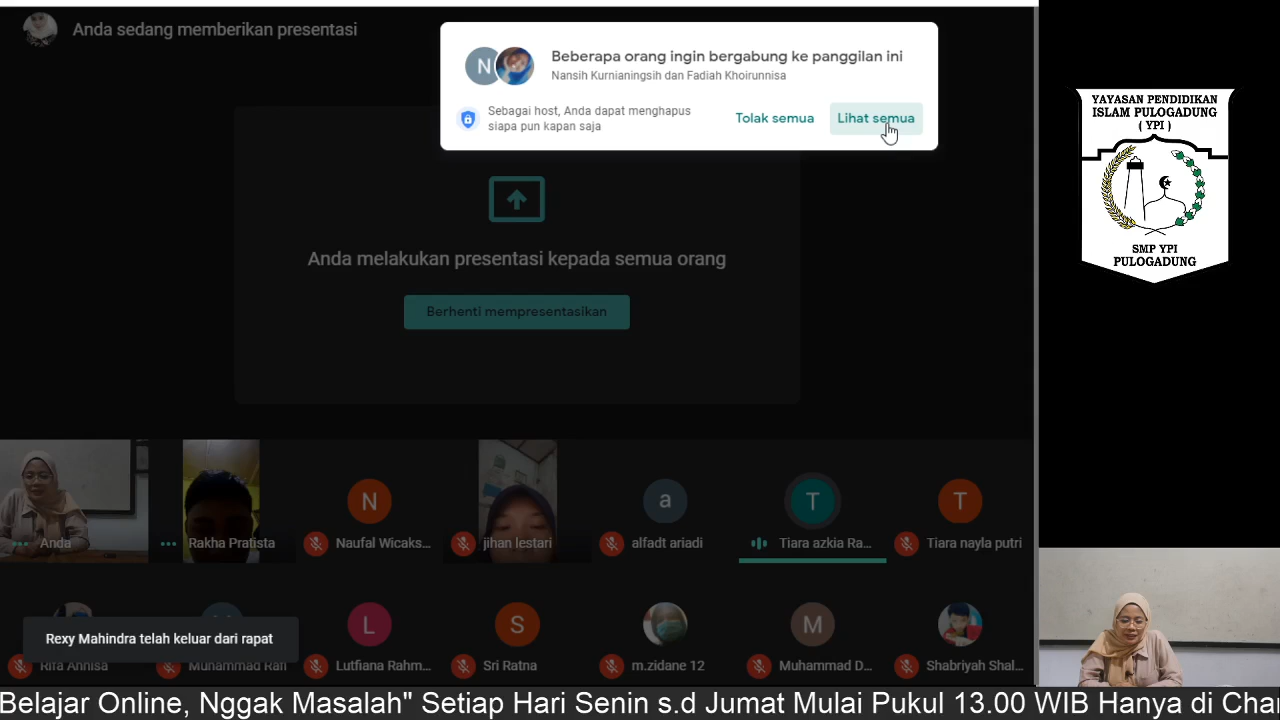 Anda sedang memberikan presentasi
N
Beberapa orang ingin bergabung ke panggilan ini
Nansih Kurnianingsih dan Fadiah Khoirunnisa
Sebagai host, Anda dapat menghapus
siapa pun kapan saja
Tolak semua
Lihat semua
Anda melakukan presentasi kepada semua orang
Berhenti mempresentasikan
YAYASAN PENDIDIKAN
ISLAM PULOGADUNG
( YPI )
SMP YPI
PULOGADUNG
N
a
T
T
Anda
Rakha Pratista
Naufal Wicaks...
jihan lestari
alfadt ariadi
Tiara azkia Ra...
Tiara nayla putri
L
S
M
Rexy Mahindra telah keluar dari rapat
Rifa Annisa
Muhammad Rafi
Lutfiana Rahm...
Sri Ratna
m.zidane 12
Muhammad D...
Shabriyah Shal...
Belajar Online, Nggak Masalah" Setiap Hari Senin s.d Jumat Mulai Pukul 13.00 WIB Hanya di Cha